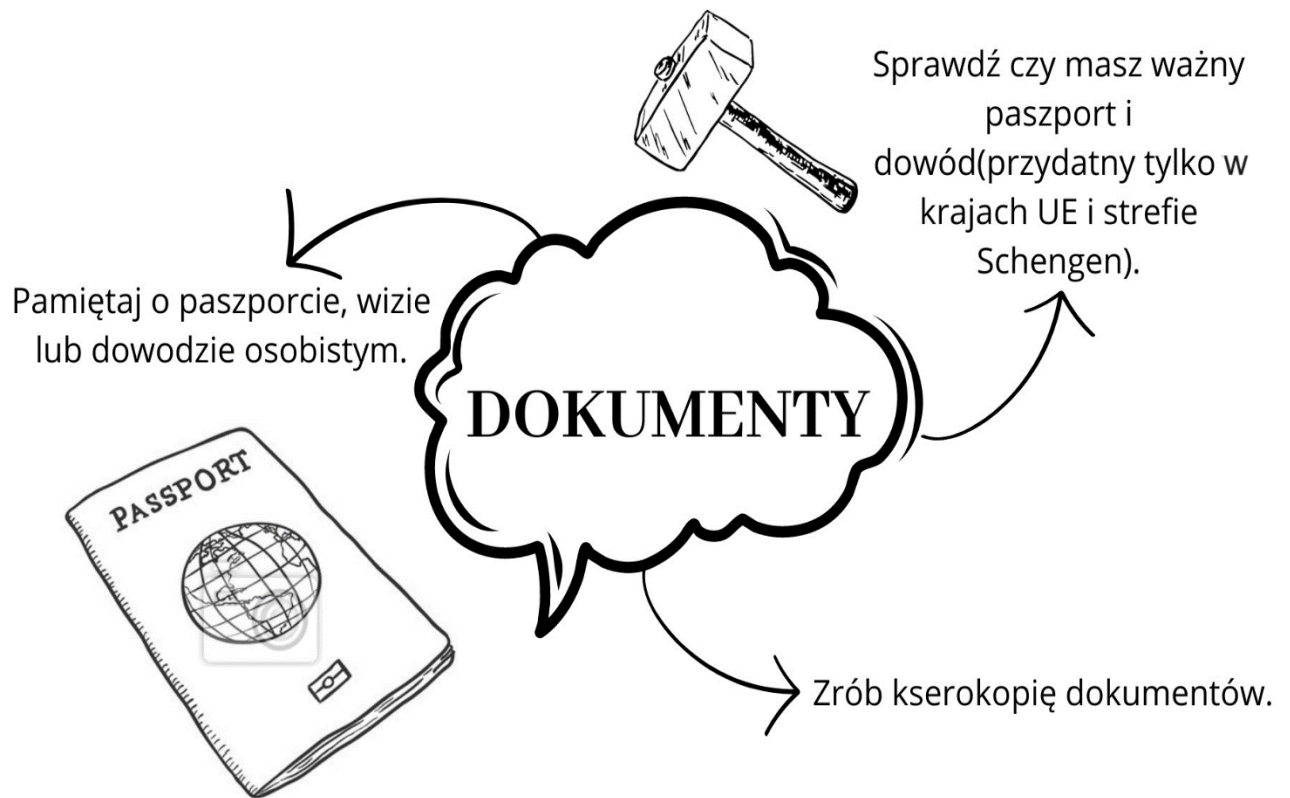 Sprawdź czy masz ważny
paszport i
dowód(przydatny tylko w
krajach UE i strefie
Schengen).
Pamiętaj o paszporcie, wizie
lub dowodzie osobistym.
DOKUMENTY
PASSPORT
Zrób kserokopię dokumentów.